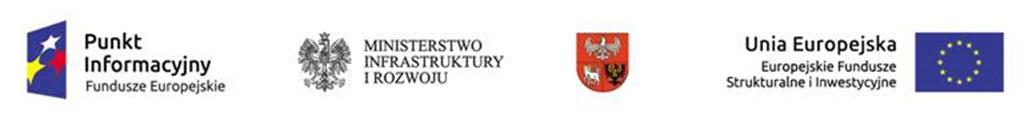 Punkt
Informacyjny
Fundusze Europejskie
MINISTERSTWO
INFRASTRUKTURY
I ROZWOJU
Unia Europejska
Europejskie Fundusze
Strukturalne i Inwestycyjne